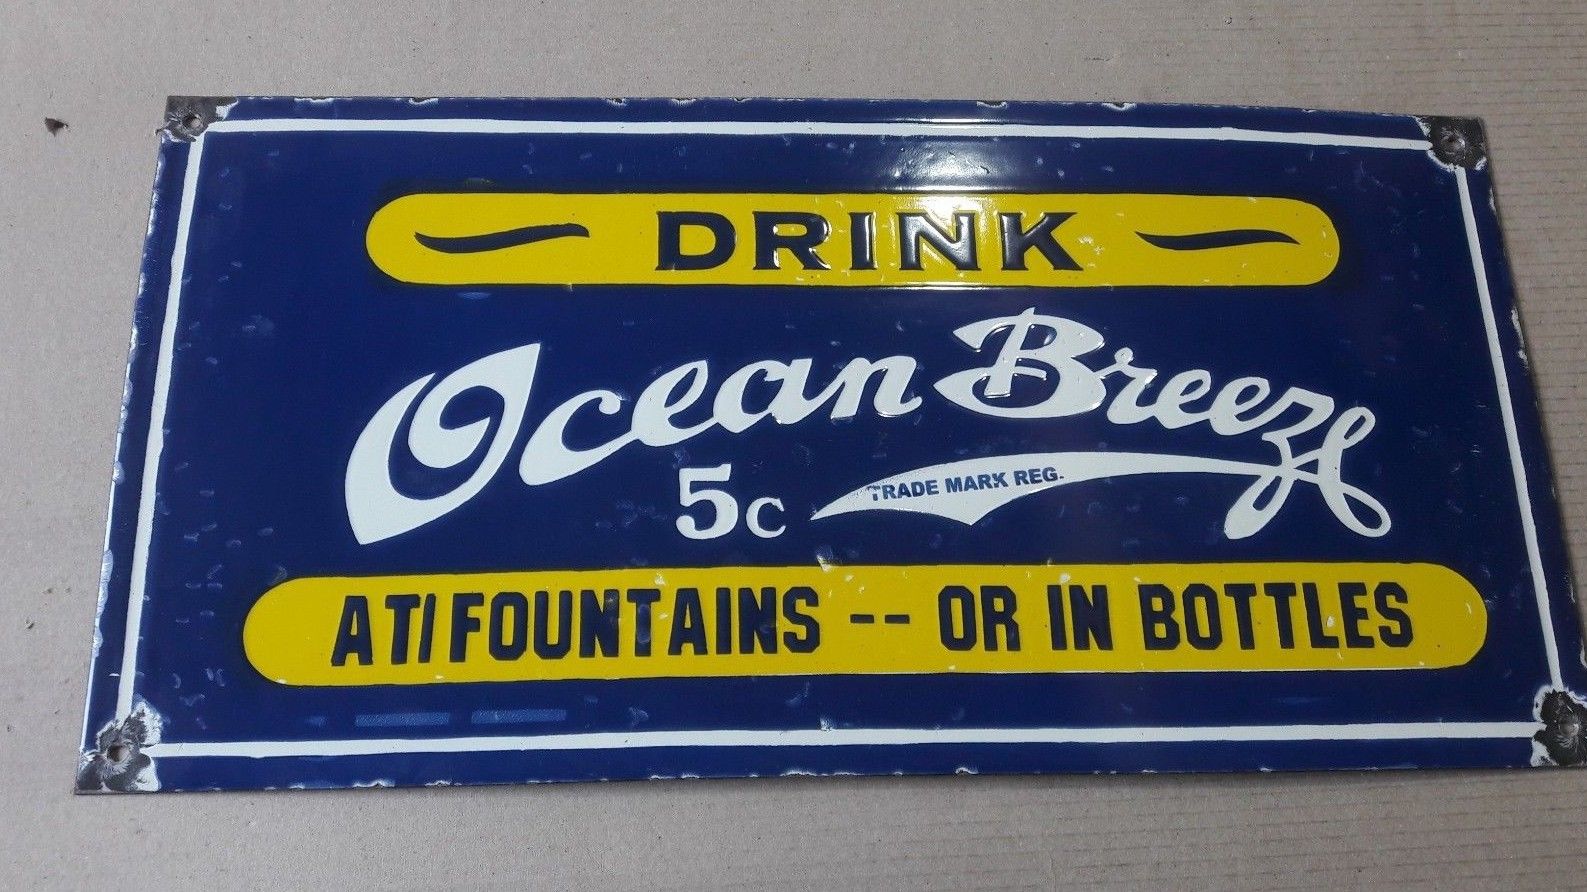 DRINK
Ocean Breeze
5c TRADE MARK REG.
AT FOUNTAINS -- OR IN BOTTLES